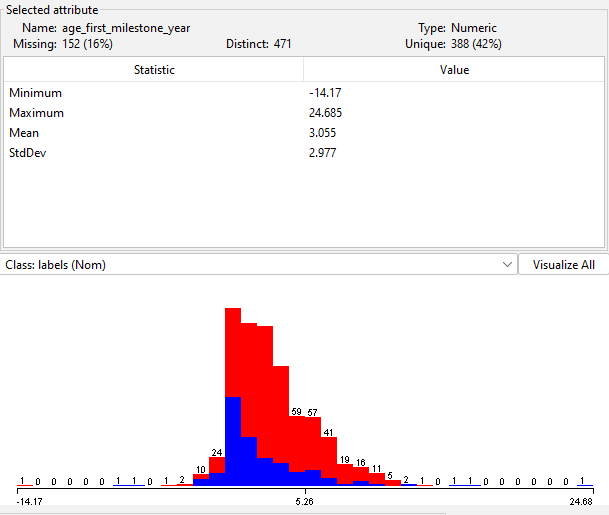 Selected attribute
Name: age_first_milestone_year Type: Numeric
Missing: 152 (16%) Distinct: 471 Unique: 388 (42%)
Statistic Value
Minimum -14.17
Maximum 24.685
Mean 3.055
StdDev 2.977
Class: labels (Nom) Visualize All
59 57
41
24
19 16
10 11
5
1 0 0 0 0 1 1 0 1 2 2 1 0 1 1 0 0 0 0 0 0 1
-14.17 5.26 24.68